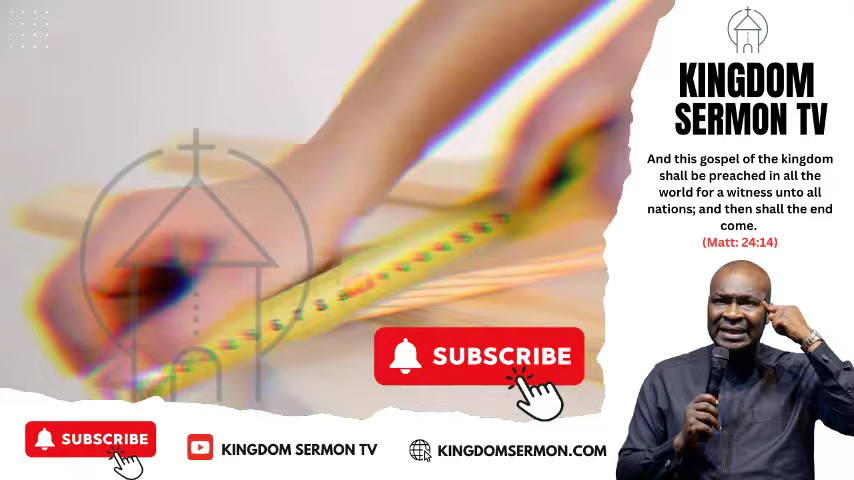 KINGDOM
SERMON TV
And this gospel of the kingdom
shall be preached in all the
world for a witness unto all
nations; and then shall the end
come.
(Matt: 24:14)
SUBSCRIBE
SUBSCRIBE
KINGDOM SERMON TV
KINGDOMSERMON.COM